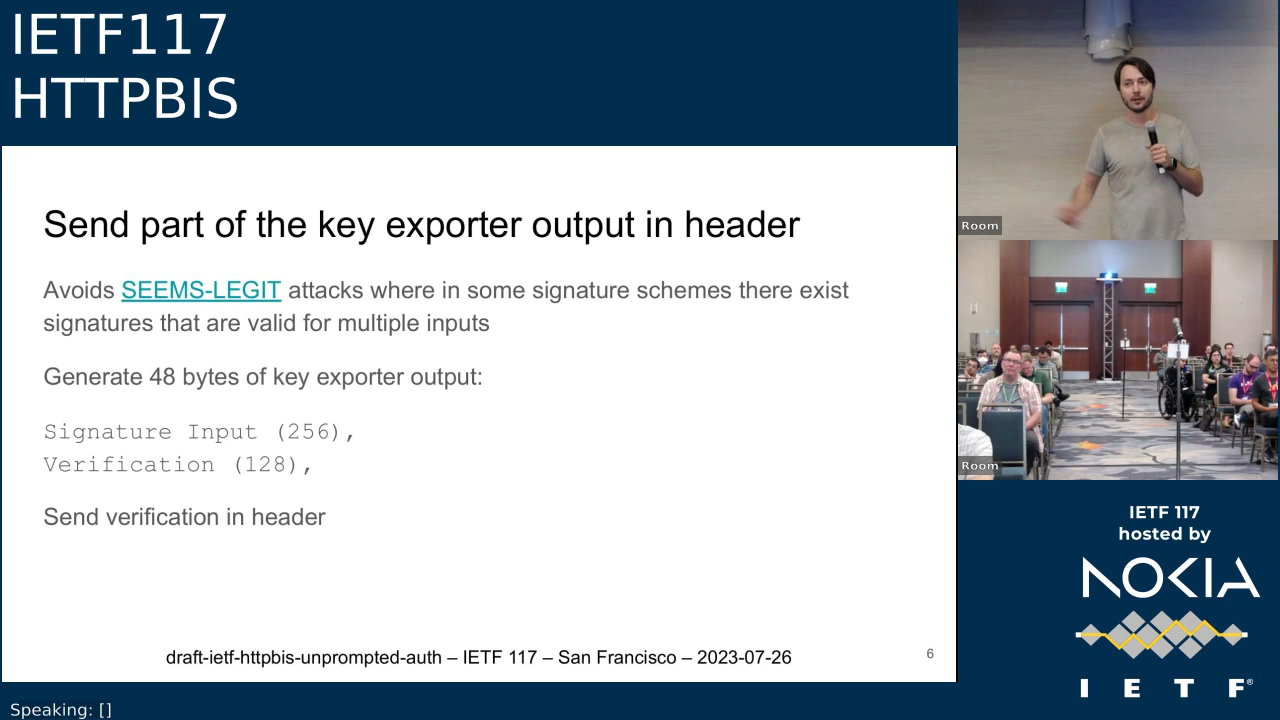 IETF117
HTTPBIS
Send part of the key exporter output in header
Avoids SEEMS-LEGIT attacks where in some signature schemes there exist
signatures that are valid for multiple inputs
Generate 48 bytes of key exporter output:
Signature Input (256),
Verification (128),
Send verification in header
draft-ietf-httpbis-unprompted-auth – IETF 117 – San Francisco – 2023-07-26
6
Room
Room
IETF 117
hosted by
NOKIA
I E T F®
Speaking: []